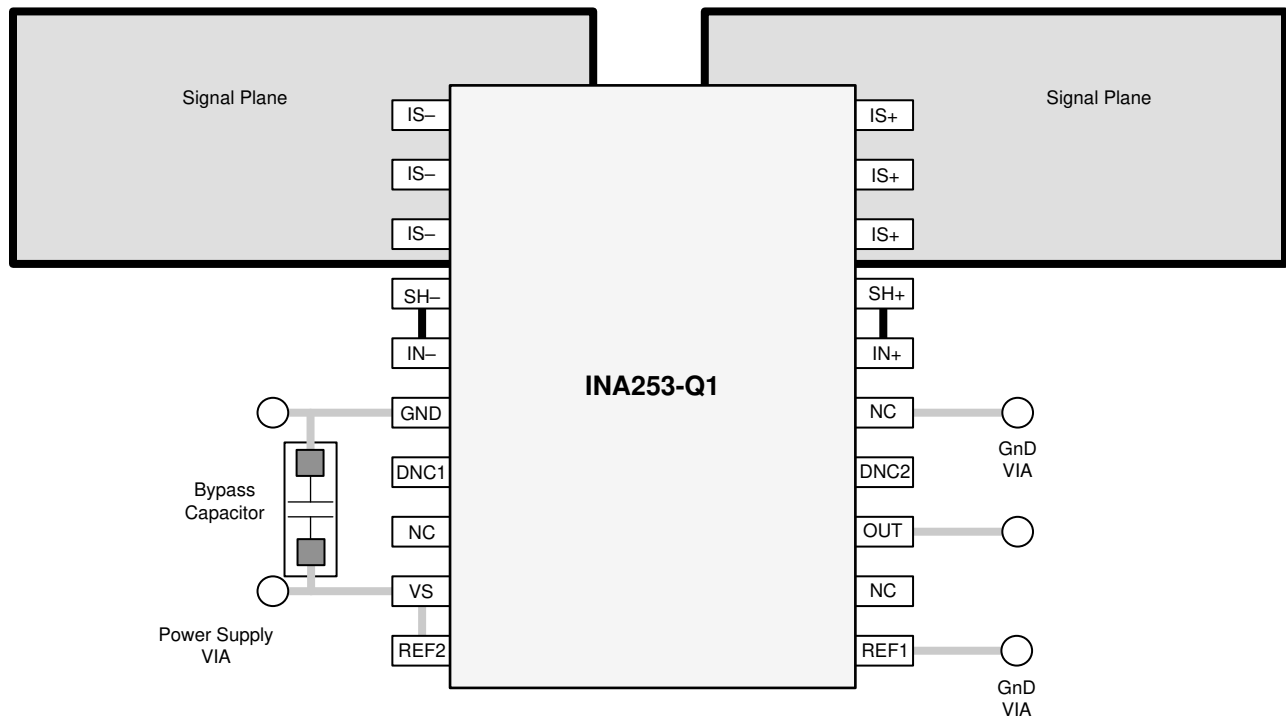 Signal Plane
Signal Plane
IS–
IS+
IS–
IS+
IS–
IS+
SH–
SH+
IN–
IN+
INA253-Q1
GND
NC
GnD
VIA
DNC1
DNC2
Bypass
Capacitor
NC
OUT
VS
NC
Power Supply
VIA
REF2
REF1
GnD
VIA